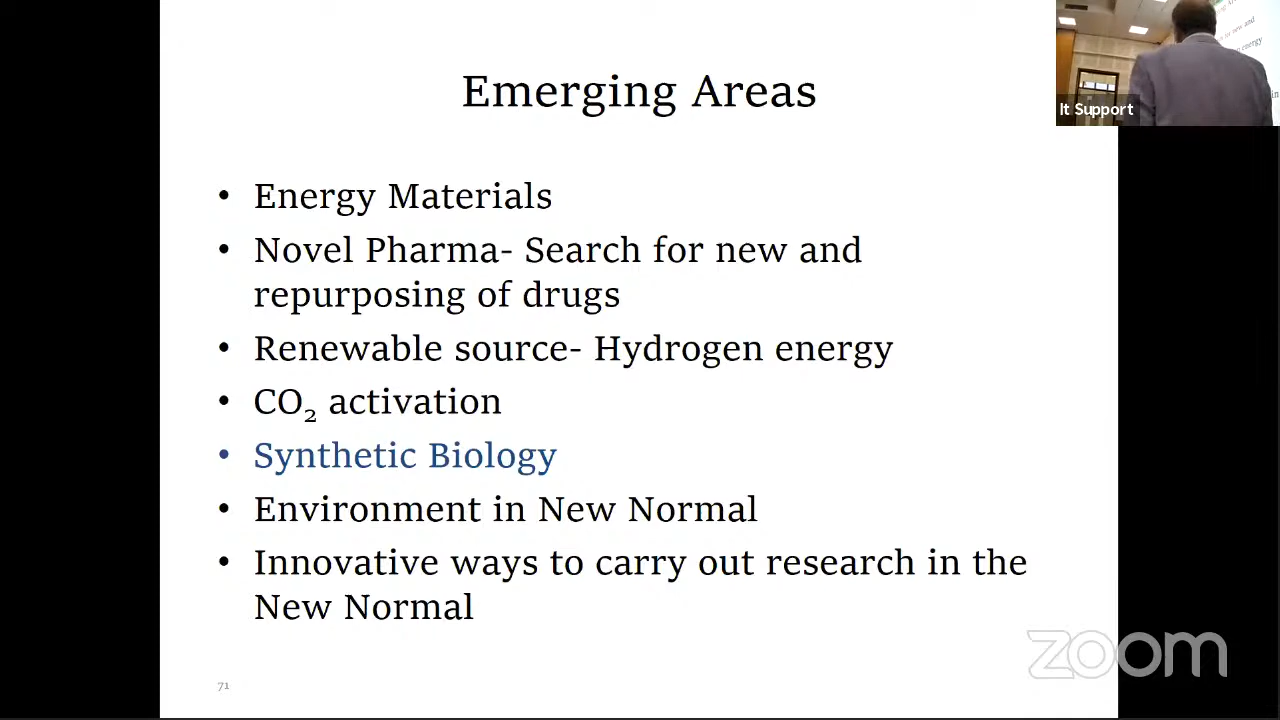 Emerging Areas
• Energy Materials
• Novel Pharma- Search for new and
repurposing of drugs
• Renewable source- Hydrogen energy
• CO₂ activation
• Synthetic Biology
• Environment in New Normal
• Innovative ways to carry out research in the
New Normal
71
It Support
zoom